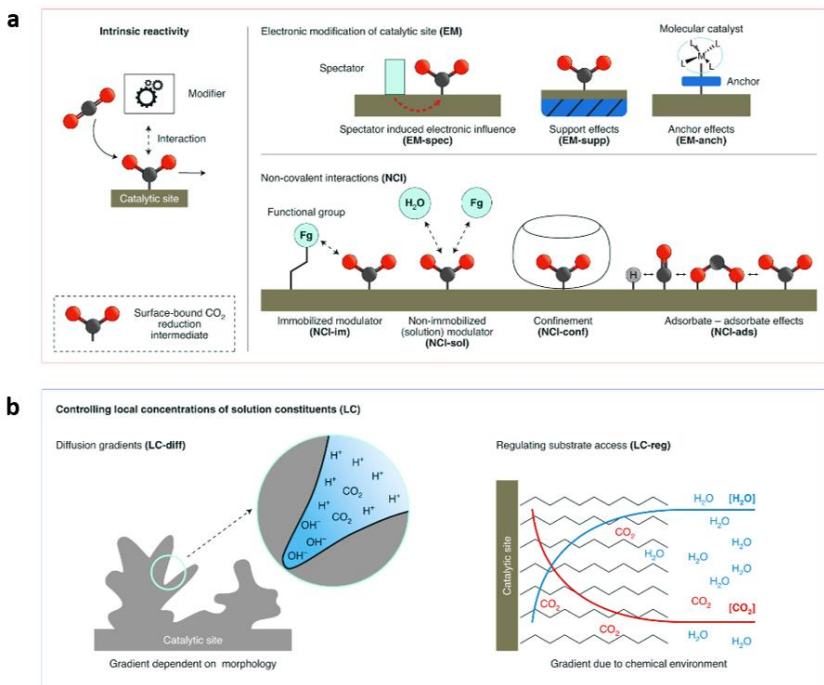 a
Intrinsic reactivity
Modifier
Interaction
Catalytic site
Surface-bound CO₂
reduction
intermediate
Electronic modification of catalytic site (EM)
Spectator
Spectator induced electronic influence
(EM-spec)
Support effects
(EM-supp)
Molecular catalyst
L
L
M
L
L
Anchor
Anchor effects
(EM-anch)
Non-covalent interactions (NCI)
Functional group
Fg
H₂O
Fg
H
Immobilized modulator
(NCI-im)
Non-immobilized
(solution) modulator
(NCI-sol)
Confinement
(NCI-conf)
Adsorbate – adsorbate effects
(NCI-ads)
b
Controlling local concentrations of solution constituents (LC)
Diffusion gradients (LC-diff)
H⁺
H⁺
H⁺
H⁺
H⁺
CO₂
H⁺
H⁺
CO₂
H⁺
OH⁻
OH⁻
OH⁻
Catalytic site
Gradient dependent on morphology
Regulating substrate access (LC-reg)
Catalytic site
H₂O [H₂O]
H₂O
H₂O
CO₂
H₂O
H₂O
H₂O
H₂O
H₂O
CO₂
CO₂ [CO₂]
CO₂
H₂O
H₂O
Gradient due to chemical environment